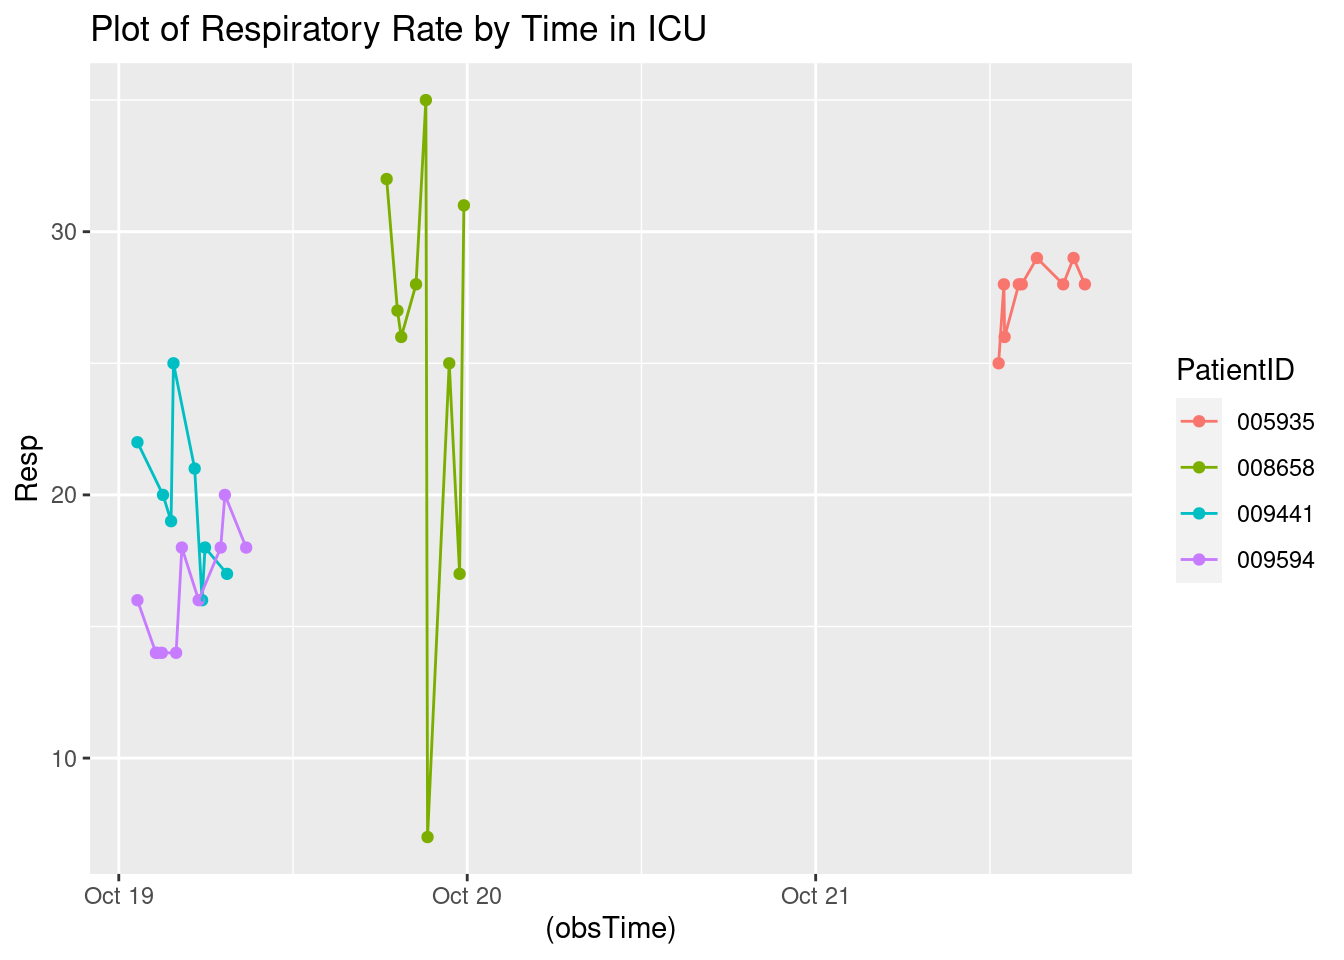 Plot of Respiratory Rate by Time in ICU
Resp
30
20
10
Oct 19
Oct 20
Oct 21
(obsTime)
PatientID
005935
008658
009441
009594